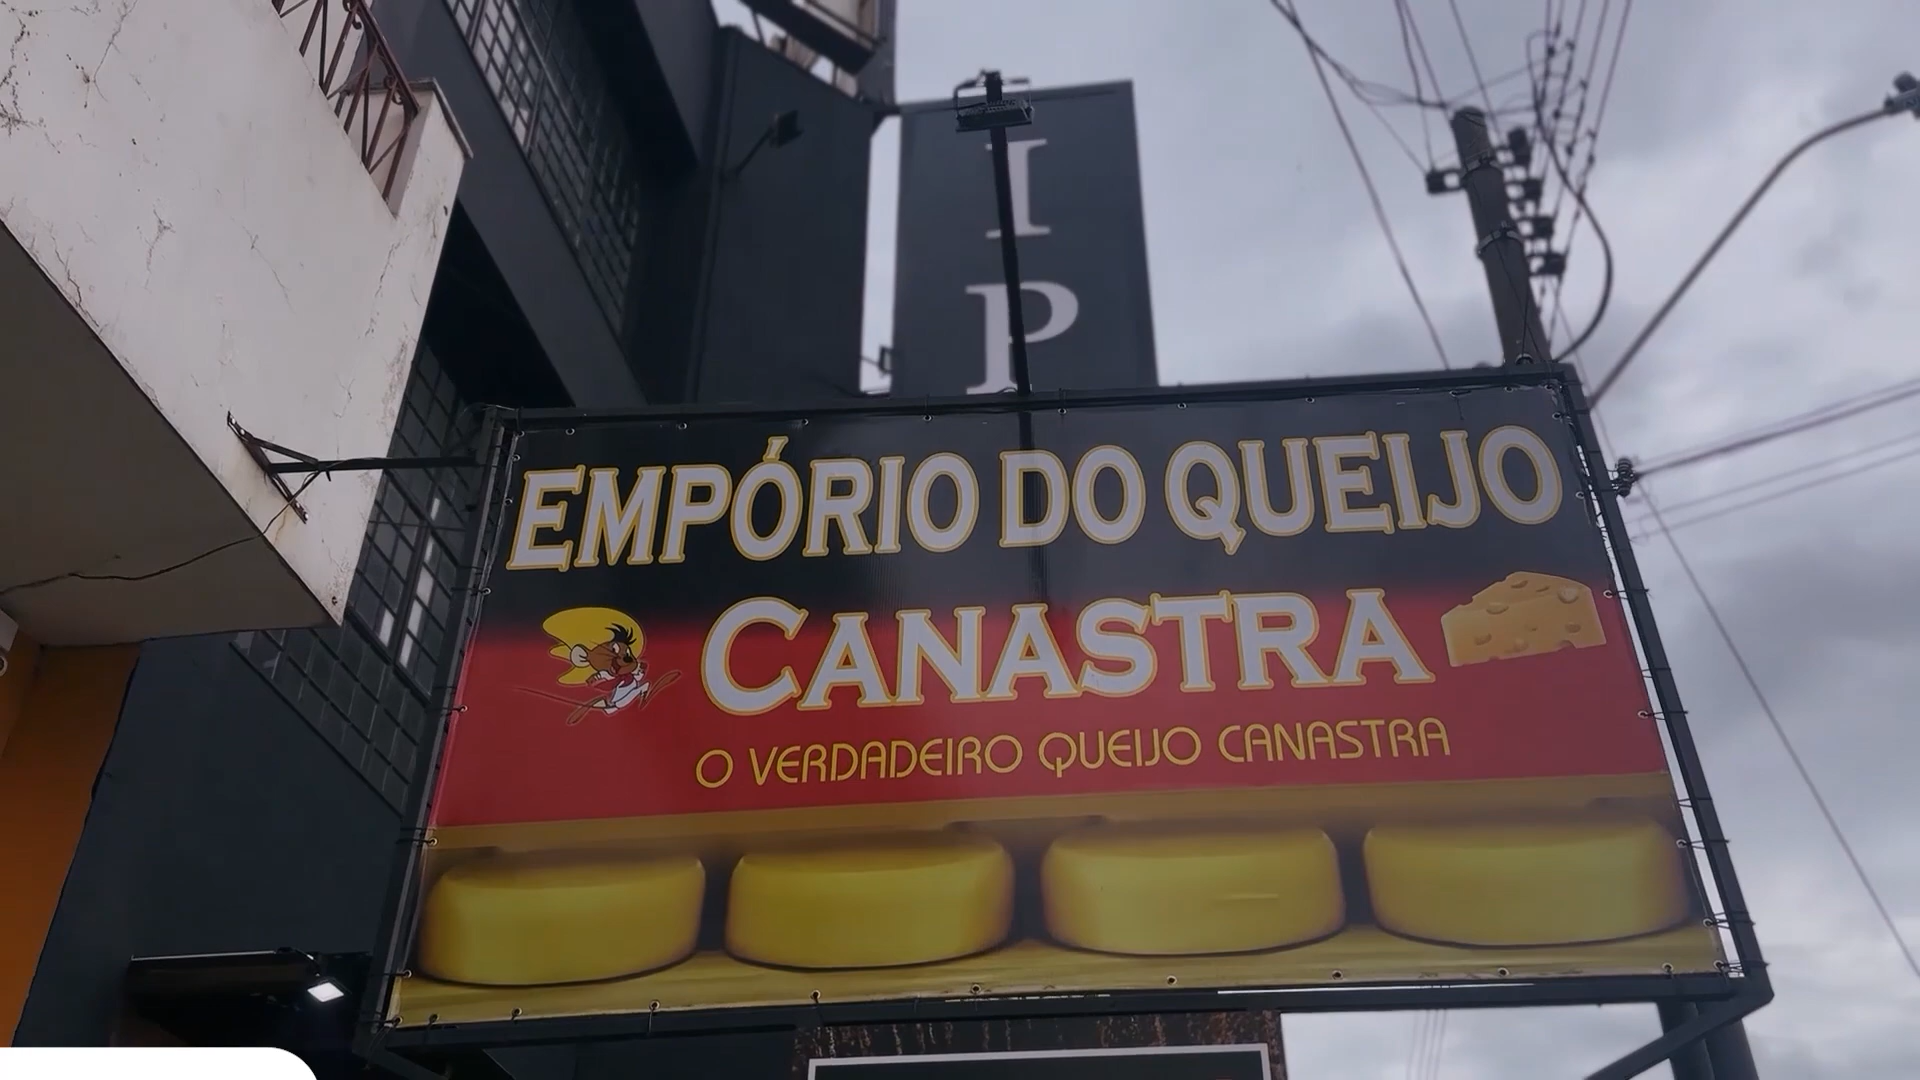 I
P
EMPÓRIO DO QUEIJO
CANASTRA
O VERDADEIRO QUEIJO CANASTRA